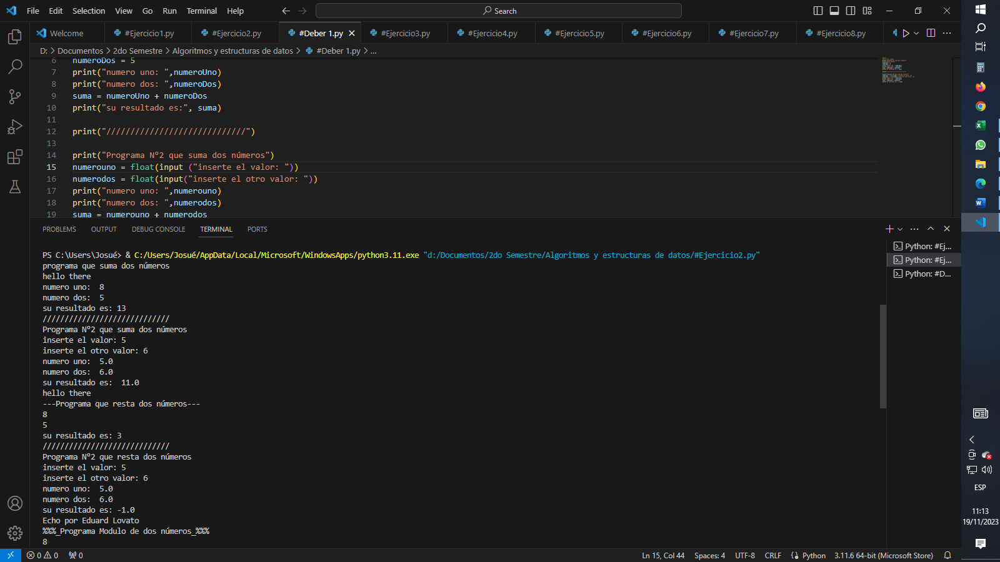 File Edit Selection View Go Run Terminal Help
Search
Welcome
#Ejercicio1.py
#Ejercicio2.py
#Deber 1.py
#Ejercicio3.py
#Ejercicio4.py
#Ejercicio5.py
#Ejercicio6.py
#Ejercicio7.py
#Ejercicio8.py
D: > Documentos > 2do Semestre > Algoritmos y estructuras de datos > #Deber 1.py > ...
6 numeroDos = 5
7 print("numero uno: ",numeroUno)
8 print("numero dos: ",numeroDos)
9 suma = numeroUno + numeroDos
10 print("su resultado es:", suma)
11
12 print("/////////////////////////////")
13
14 print("Programa Nº2 que suma dos números")
15 numerouno = float(input ("inserte el valor: "))
16 numerodos = float(input("inserte el otro valor: "))
17 print("numero uno: ",numerouno)
18 print("numero dos: ",numerodos)
19 suma = numerouno + numerodos
PROBLEMS OUTPUT DEBUG CONSOLE TERMINAL PORTS
PS C:\Users\Josué> & C:/Users/Josué/AppData/Local/Microsoft/WindowsApps/python3.11.exe "d:/Documentos/2do Semestre/Algoritmos y estructuras de datos/#Ejercicio2.py"
programa que suma dos números
hello there
numero uno:  8
numero dos:  5
su resultado es: 13
/////////////////////////////
Programa Nº2 que suma dos números
inserte el valor: 5
inserte el otro valor: 6
numero uno:  5.0
numero dos:  6.0
su resultado es:  11.0
hello there
---Programa que resta dos números---
8
5
su resultado es: 3
/////////////////////////////
Programa Nº2 que resta dos números
inserte el valor: 5
inserte el otro valor: 6
numero uno:  5.0
numero dos:  6.0
su resultado es: -1.0
Echo por Eduard Lovato
%%%_Programa Modulo de dos números_%%%
8
Python: #Ej...
Python: #Ej...
Python: #D...
ESP
11:13
19/11/2023
0 0 0
Ln 15, Col 44 Spaces: 4 UTF-8 CRLF Python 3.11.6 64-bit (Microsoft Store)